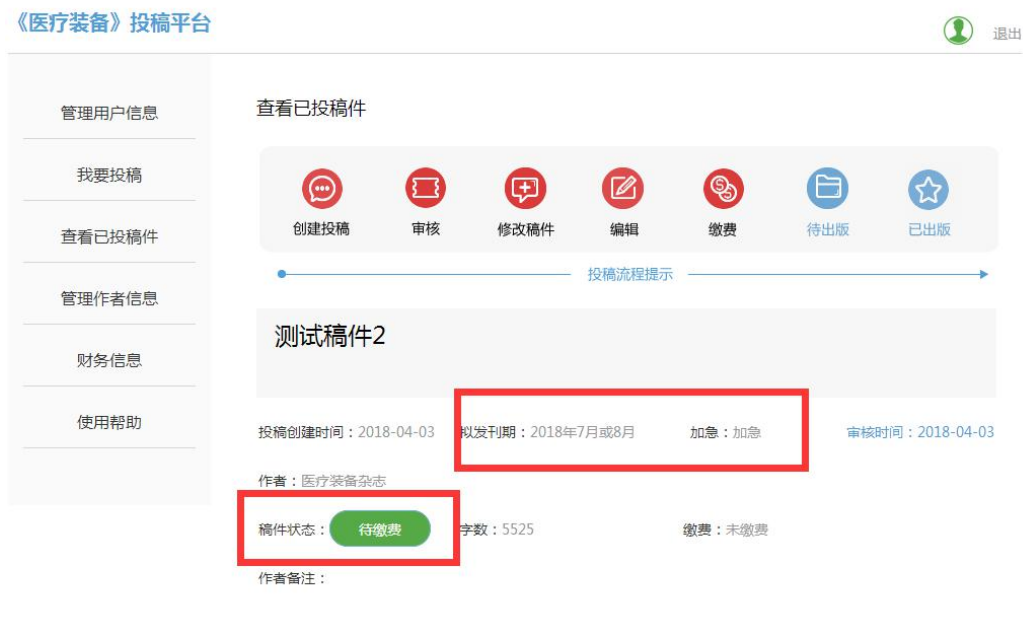 《医疗装备》投稿平台
退出
管理用户信息
我要投稿
查看已投稿件
管理作者信息
财务信息
使用帮助
查看已投稿件
创建投稿 审核 修改稿件 编辑 缴费 待出版 已出版
投稿流程提示
测试稿件2
投稿创建时间：2018-04-03 拟发刊期：2018年7月或8月 加急：加急 审核时间：2018-04-03
作者：医疗装备杂志
稿件状态： 待缴费 字数：5525 缴费：未缴费
作者备注：